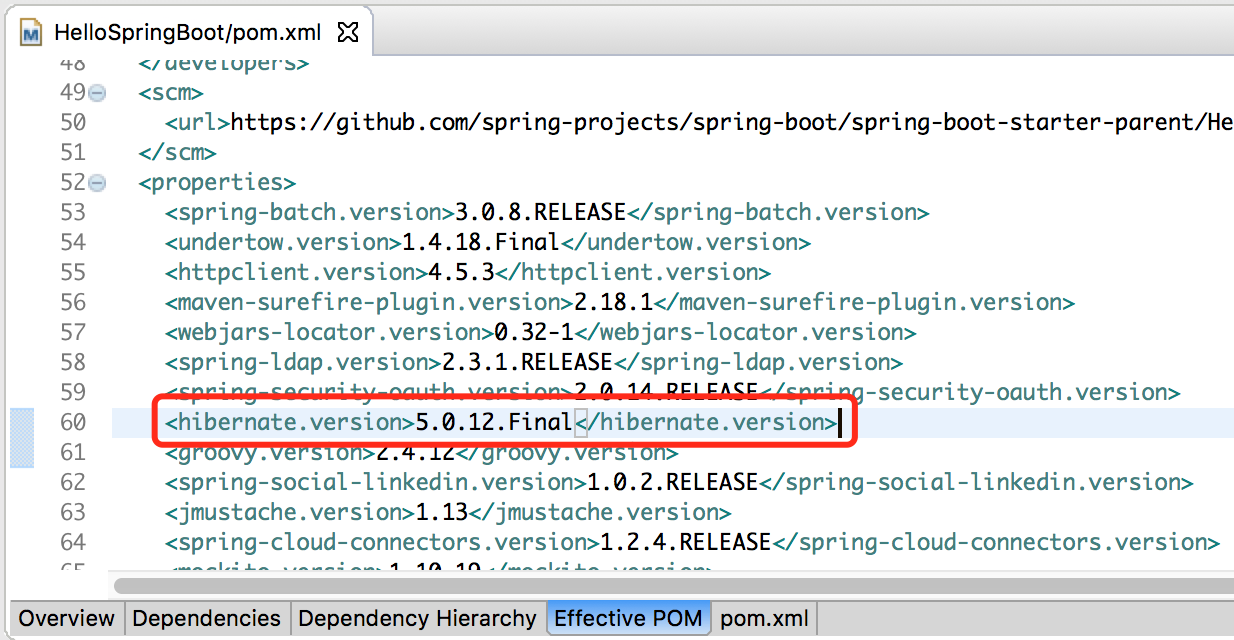 HelloSpringBoot/pom.xml
48 </developers>
49 <scm>
50 <url>https://github.com/spring-projects/spring-boot/spring-boot-starter-parent/He
51 </scm>
52 <properties>
53 <spring-batch.version>3.0.8.RELEASE</spring-batch.version>
54 <undertow.version>1.4.18.Final</undertow.version>
55 <httpclient.version>4.5.3</httpclient.version>
56 <maven-surefire-plugin.version>2.18.1</maven-surefire-plugin.version>
57 <webjars-locator.version>0.32-1</webjars-locator.version>
58 <spring-ldap.version>2.3.1.RELEASE</spring-ldap.version>
59 <spring-security-oauth.version>2.0.14.RELEASE</spring-security-oauth.version>
60 <hibernate.version>5.0.12.Final</hibernate.version>
61 <groovy.version>2.4.12</groovy.version>
62 <spring-social-linkedin.version>1.0.2.RELEASE</spring-social-linkedin.version>
63 <jmustache.version>1.13</jmustache.version>
64 <spring-cloud-connectors.version>1.2.4.RELEASE</spring-cloud-connectors.version>
65 <mockito.version>1.10.19</mockito.version>
Overview Dependencies Dependency Hierarchy Effective POM pom.xml